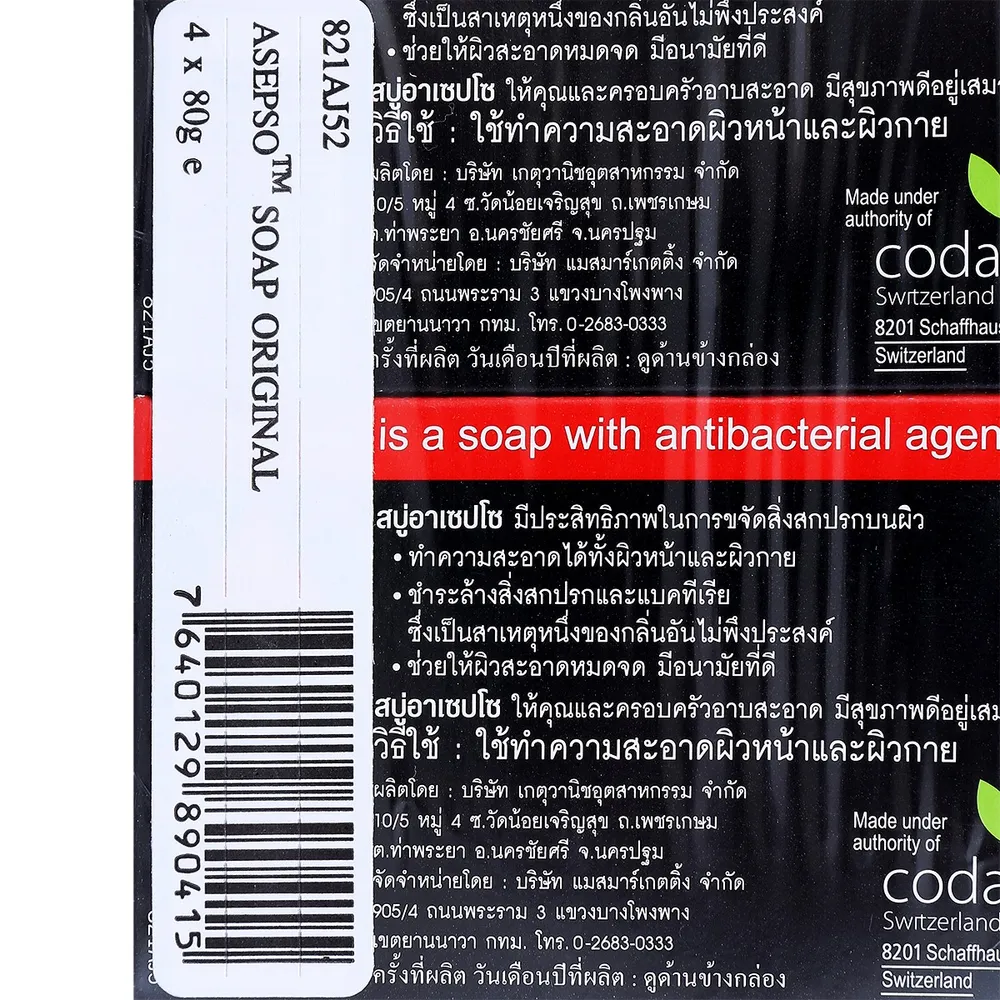 821AJ52
ASEPSO™ SOAP ORIGINAL
4 x 80g e
7 640129 890415
ซึ่งเป็นสาเหตุหนึ่งของกลิ่นอันไม่พึงประสงค์
• ช่วยให้ผิวสะอาดหมดจด มีอนามัยที่ดี
สบู่อาเซปโซ ให้คุณและครอบครัวอาบสะอาด มีสุขภาพดีอยู่เสม
วิธีใช้ : ใช้ทำความสะอาดผิวหน้าและผิวกาย
ผลิตโดย : บริษัท เกตุวานิชอุตสาหกรรม จำกัด
10/5 หมู่ 4 ซ.วัดน้อยเจริญสุข ถ.เพชรเกษม
ต.ท่าพระยา อ.นครชัยศรี จ.นครปฐม
จัดจำหน่ายโดย : บริษัท แมสมาร์เกตติ้ง จำกัด
905/4 ถนนพระราม 3 แขวงบางโพงพาง
เขตยานนาวา กทม. โทร. 0-2683-0333
ครั้งที่ผลิต วันเดือนปีที่ผลิต : ดูด้านข้างกล่อง
Made under
authority of
coda
Switzerland
8201 Schaffhau
Switzerland
821AJ5
is a soap with antibacterial agen
สบู่อาเซปโซ มีประสิทธิภาพในการขจัดสิ่งสกปรกบนผิว
• ทำความสะอาดได้ทั้งผิวหน้าและผิวกาย
• ชำระล้างสิ่งสกปรกและแบคทีเรีย
ซึ่งเป็นสาเหตุหนึ่งของกลิ่นอันไม่พึงประสงค์
• ช่วยให้ผิวสะอาดหมดจด มีอนามัยที่ดี
สบู่อาเซปโซ ให้คุณและครอบครัวอาบสะอาด มีสุขภาพดีอยู่เสม
วิธีใช้ : ใช้ทำความสะอาดผิวหน้าและผิวกาย
ผลิตโดย : บริษัท เกตุวานิชอุตสาหกรรม จำกัด
10/5 หมู่ 4 ซ.วัดน้อยเจริญสุข ถ.เพชรเกษม
ต.ท่าพระยา อ.นครชัยศรี จ.นครปฐม
จัดจำหน่ายโดย : บริษัท แมสมาร์เกตติ้ง จำกัด
905/4 ถนนพระราม 3 แขวงบางโพงพาง
เขตยานนาวา กทม. โทร. 0-2683-0333
ครั้งที่ผลิต วันเดือนปีที่ผลิต : ดูด้านข้างกล่อง
Made under
authority of
coda
Switzerland
8201 Schaffhau
Switzerland